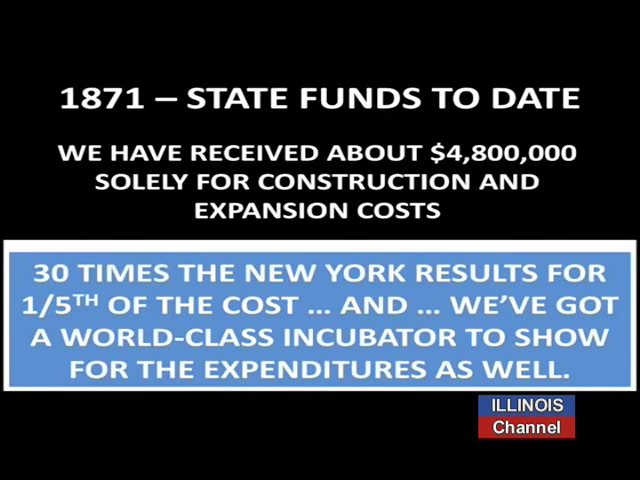 1871 – STATE FUNDS TO DATE
WE HAVE RECEIVED ABOUT $4,800,000
SOLELY FOR CONSTRUCTION AND
EXPANSION COSTS
30 TIMES THE NEW YORK RESULTS FOR
1/5TH OF THE COST ... AND ... WE'VE GOT
A WORLD-CLASS INCUBATOR TO SHOW
FOR THE EXPENDITURES AS WELL.
ILLINOIS
Channel